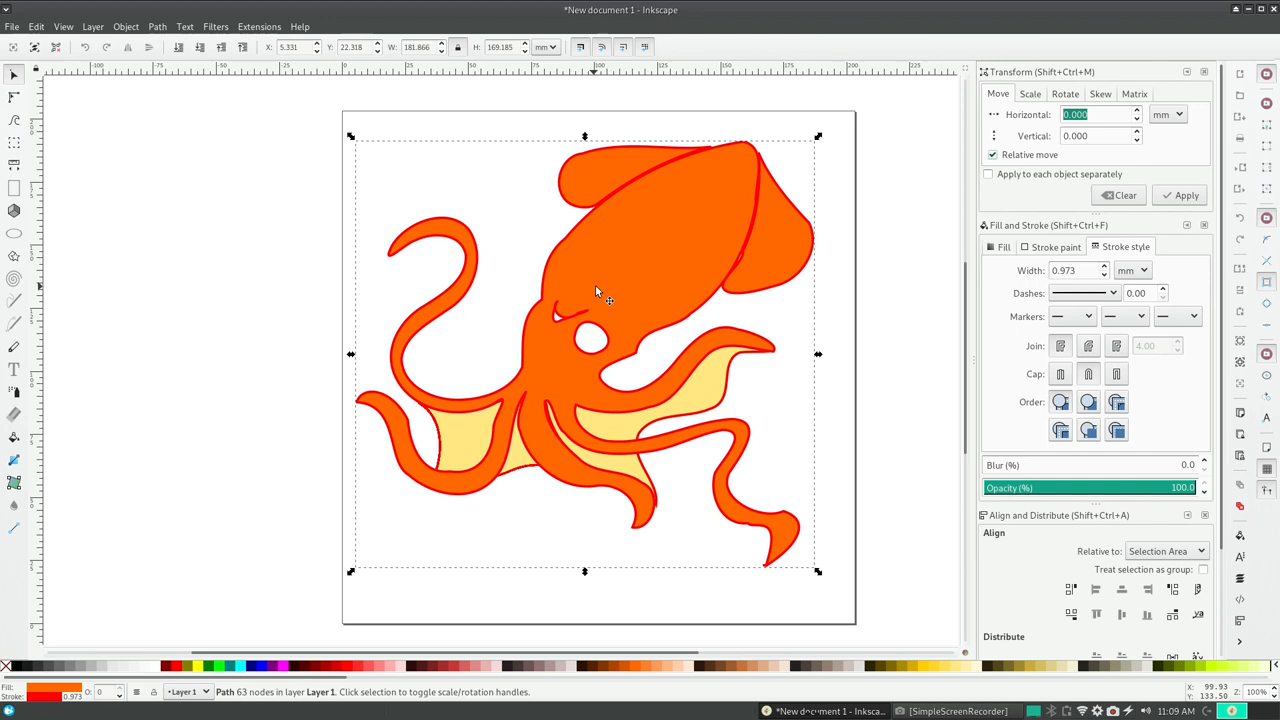 *New document 1 - Inkscape
File Edit View Layer Object Path Text Filters Extensions Help
X: 5.331 Y: 22.318 W: 181.866 H: 169.185 mm
Transform (Shift+Ctrl+M)
Move Scale Rotate Skew Matrix
Horizontal: 0.000 mm
Vertical: 0.000
Relative move
Apply to each object separately
Clear Apply
Fill and Stroke (Shift+Ctrl+F)
Fill Stroke paint Stroke style
Width: 0.973 mm
Dashes: 0.00
Markers:
Join: 4.00
Cap:
Order:
Blur (%) 0.0
Opacity (%) 100.0
Align and Distribute (Shift+Ctrl+A)
Align
Relative to: Selection Area
Treat selection as group:
Distribute
Fill: O: 0
Stroke: 0.973
Layer 1 Path 63 nodes in layer Layer 1. Click selection to toggle scale/rotation handles.
X: 99.93
Y: 133.50
Z: 100%
*New document 1 - Inksca... [SimpleScreenRecorder] 11:09 AM